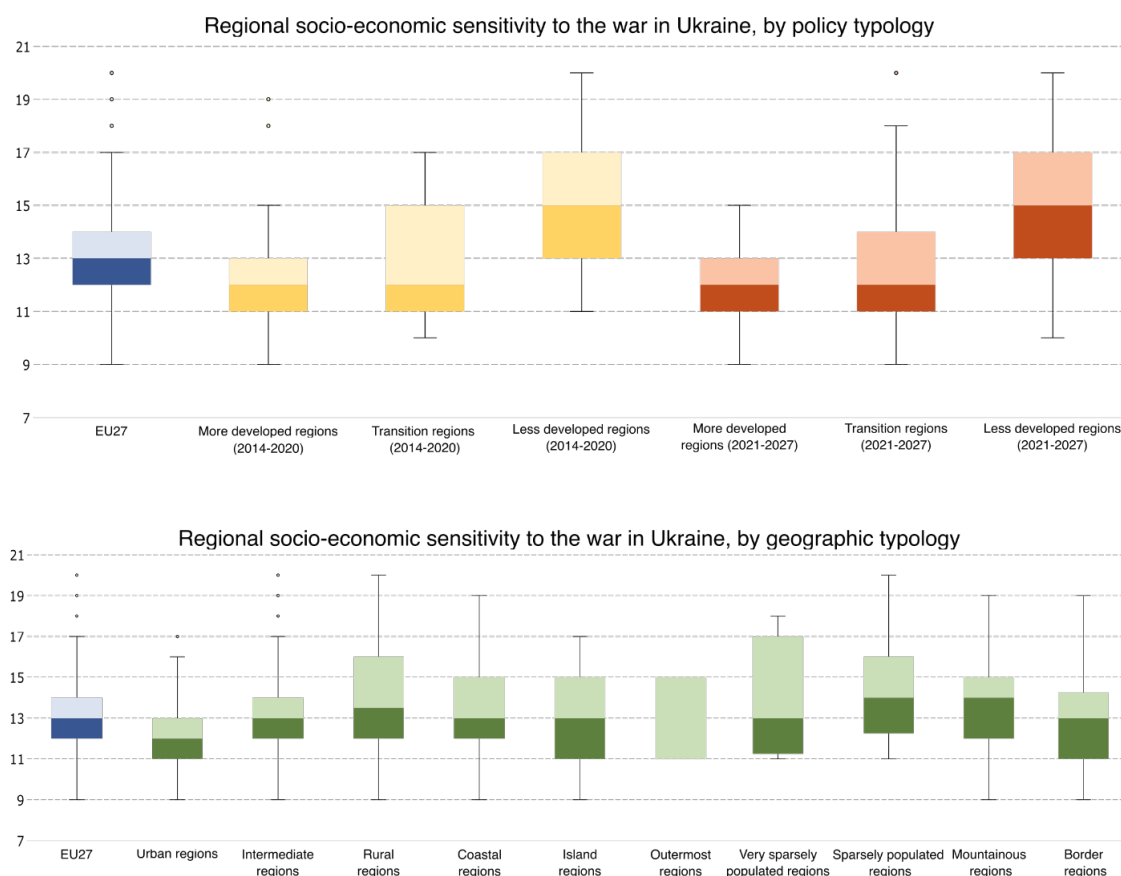 Regional socio-economic sensitivity to the war in Ukraine, by policy typology
21
19
17
15
13
11
9
7
EU27
More developed regions
(2014-2020)
Transition regions
(2014-2020)
Less developed regions
(2014-2020)
More developed
regions (2021-2027)
Transition regions
(2021-2027)
Less developed regions
(2021-2027)
Regional socio-economic sensitivity to the war in Ukraine, by geographic typology
21
19
17
15
13
11
9
7
EU27
Urban regions
Intermediate
regions
Rural
regions
Coastal
regions
Island
regions
Outermost
regions
Very sparsely
populated regions
Sparsely populated
regions
Mountainous
regions
Border
regions